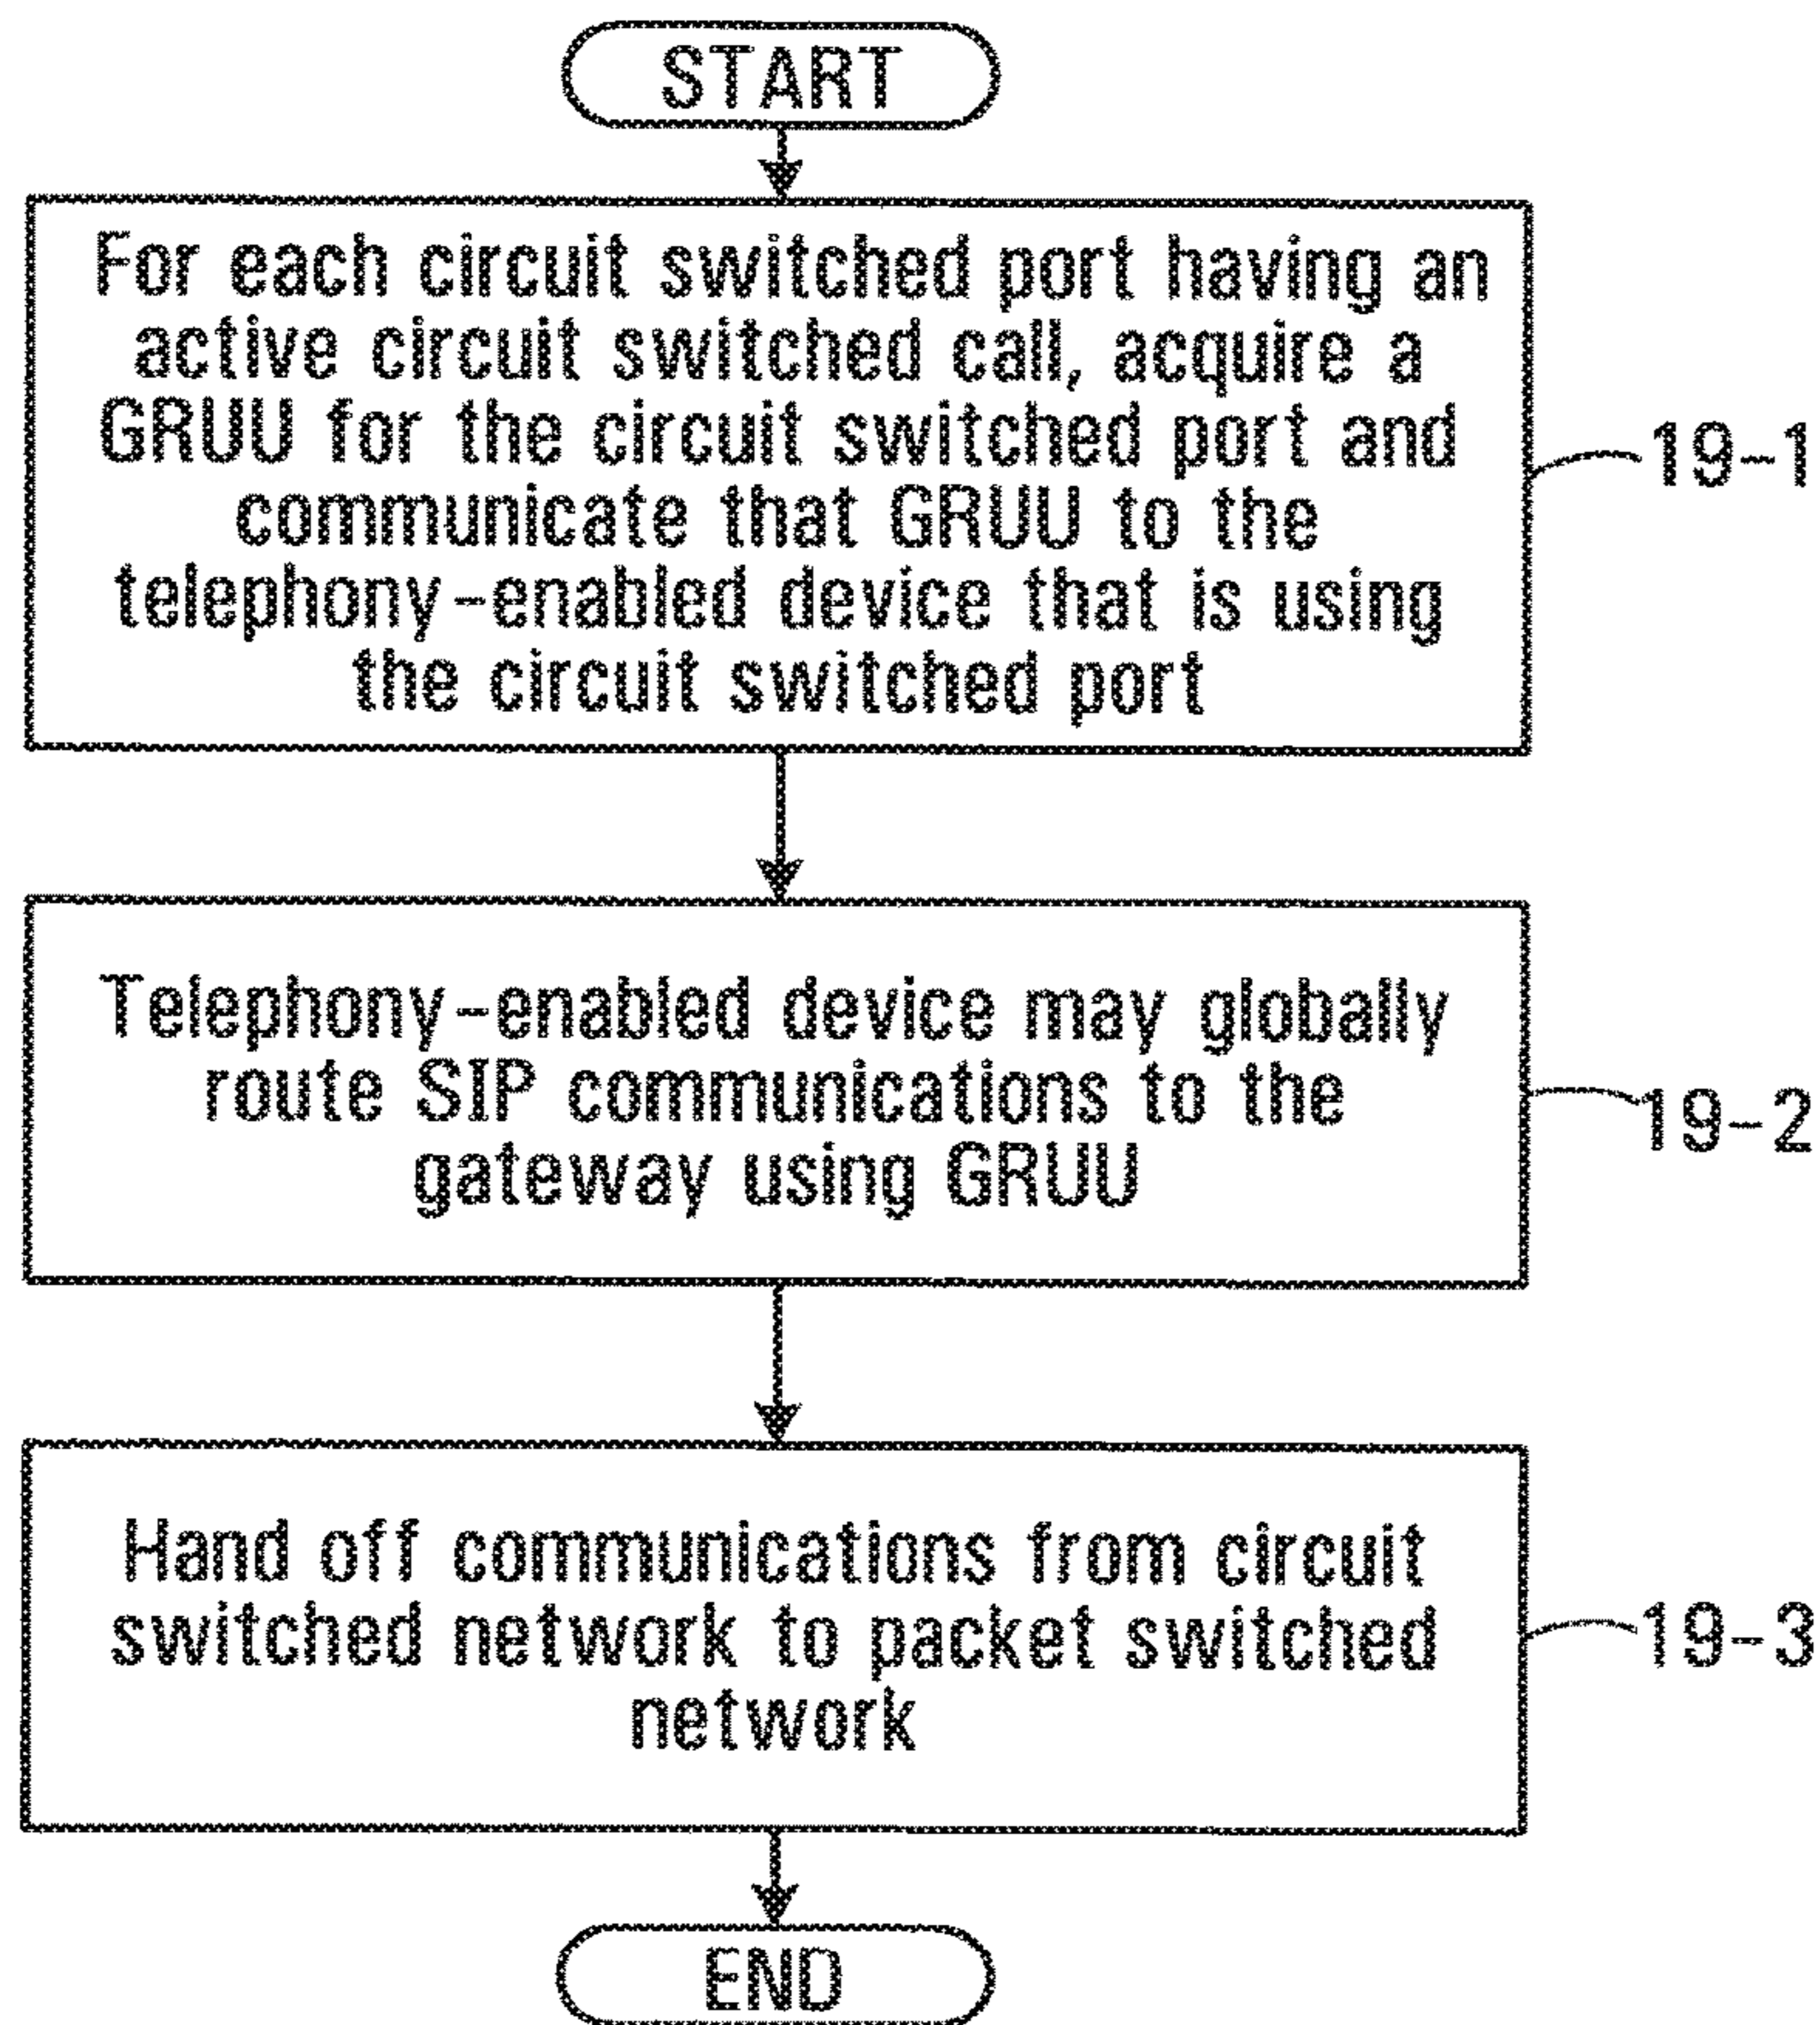 START
For each circuit switched port having an
active circuit switched call, acquire a
GRUU for the circuit switched port and
communicate that GRUU to the
telephony-enabled device that is using
the circuit switched port
19-1
Telephony-enabled device may globally
route SIP communications to the
gateway using GRUU
19-2
Hand off communications from circuit
switched network to packet switched
network
19-3
END